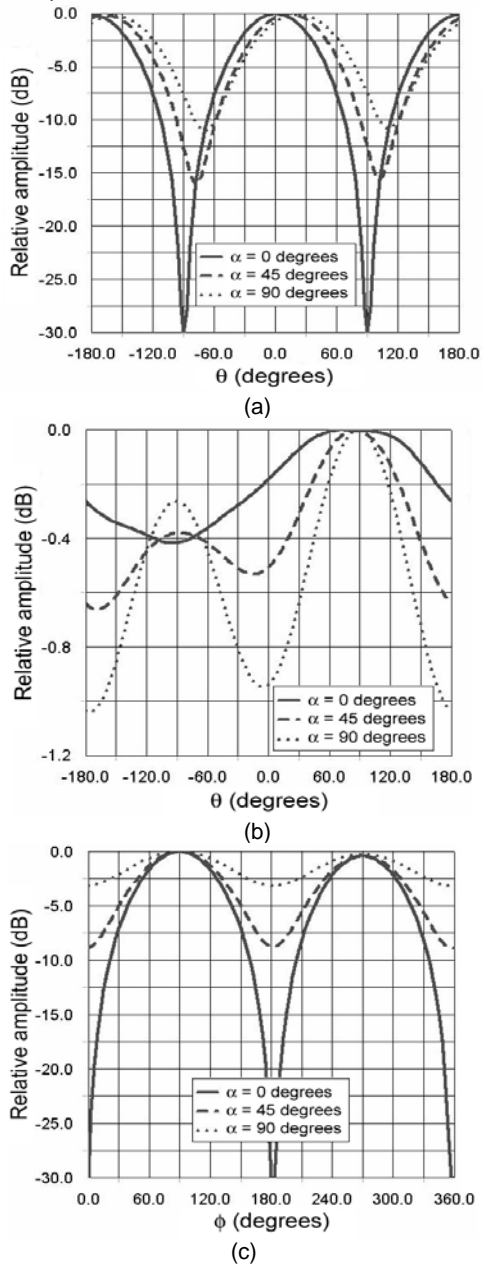 0.0
-5.0
-10.0
-15.0
-20.0
-25.0
-30.0
Relative amplitude (dB)
α = 0 degrees
α = 45 degrees
α = 90 degrees
-180.0 -120.0 -60.0 0.0 60.0 120.0 180.0
θ (degrees)
(a)
0.0
-0.4
-0.8
-1.2
Relative amplitude (dB)
α = 0 degrees
α = 45 degrees
α = 90 degrees
-180.0 -120.0 -60.0 0.0 60.0 120.0 180.0
θ (degrees)
(b)
0.0
-5.0
-10.0
-15.0
-20.0
-25.0
-30.0
Relative amplitude (dB)
α = 0 degrees
α = 45 degrees
α = 90 degrees
0.0 60.0 120.0 180.0 240.0 300.0 360.0
ϕ (degrees)
(c)